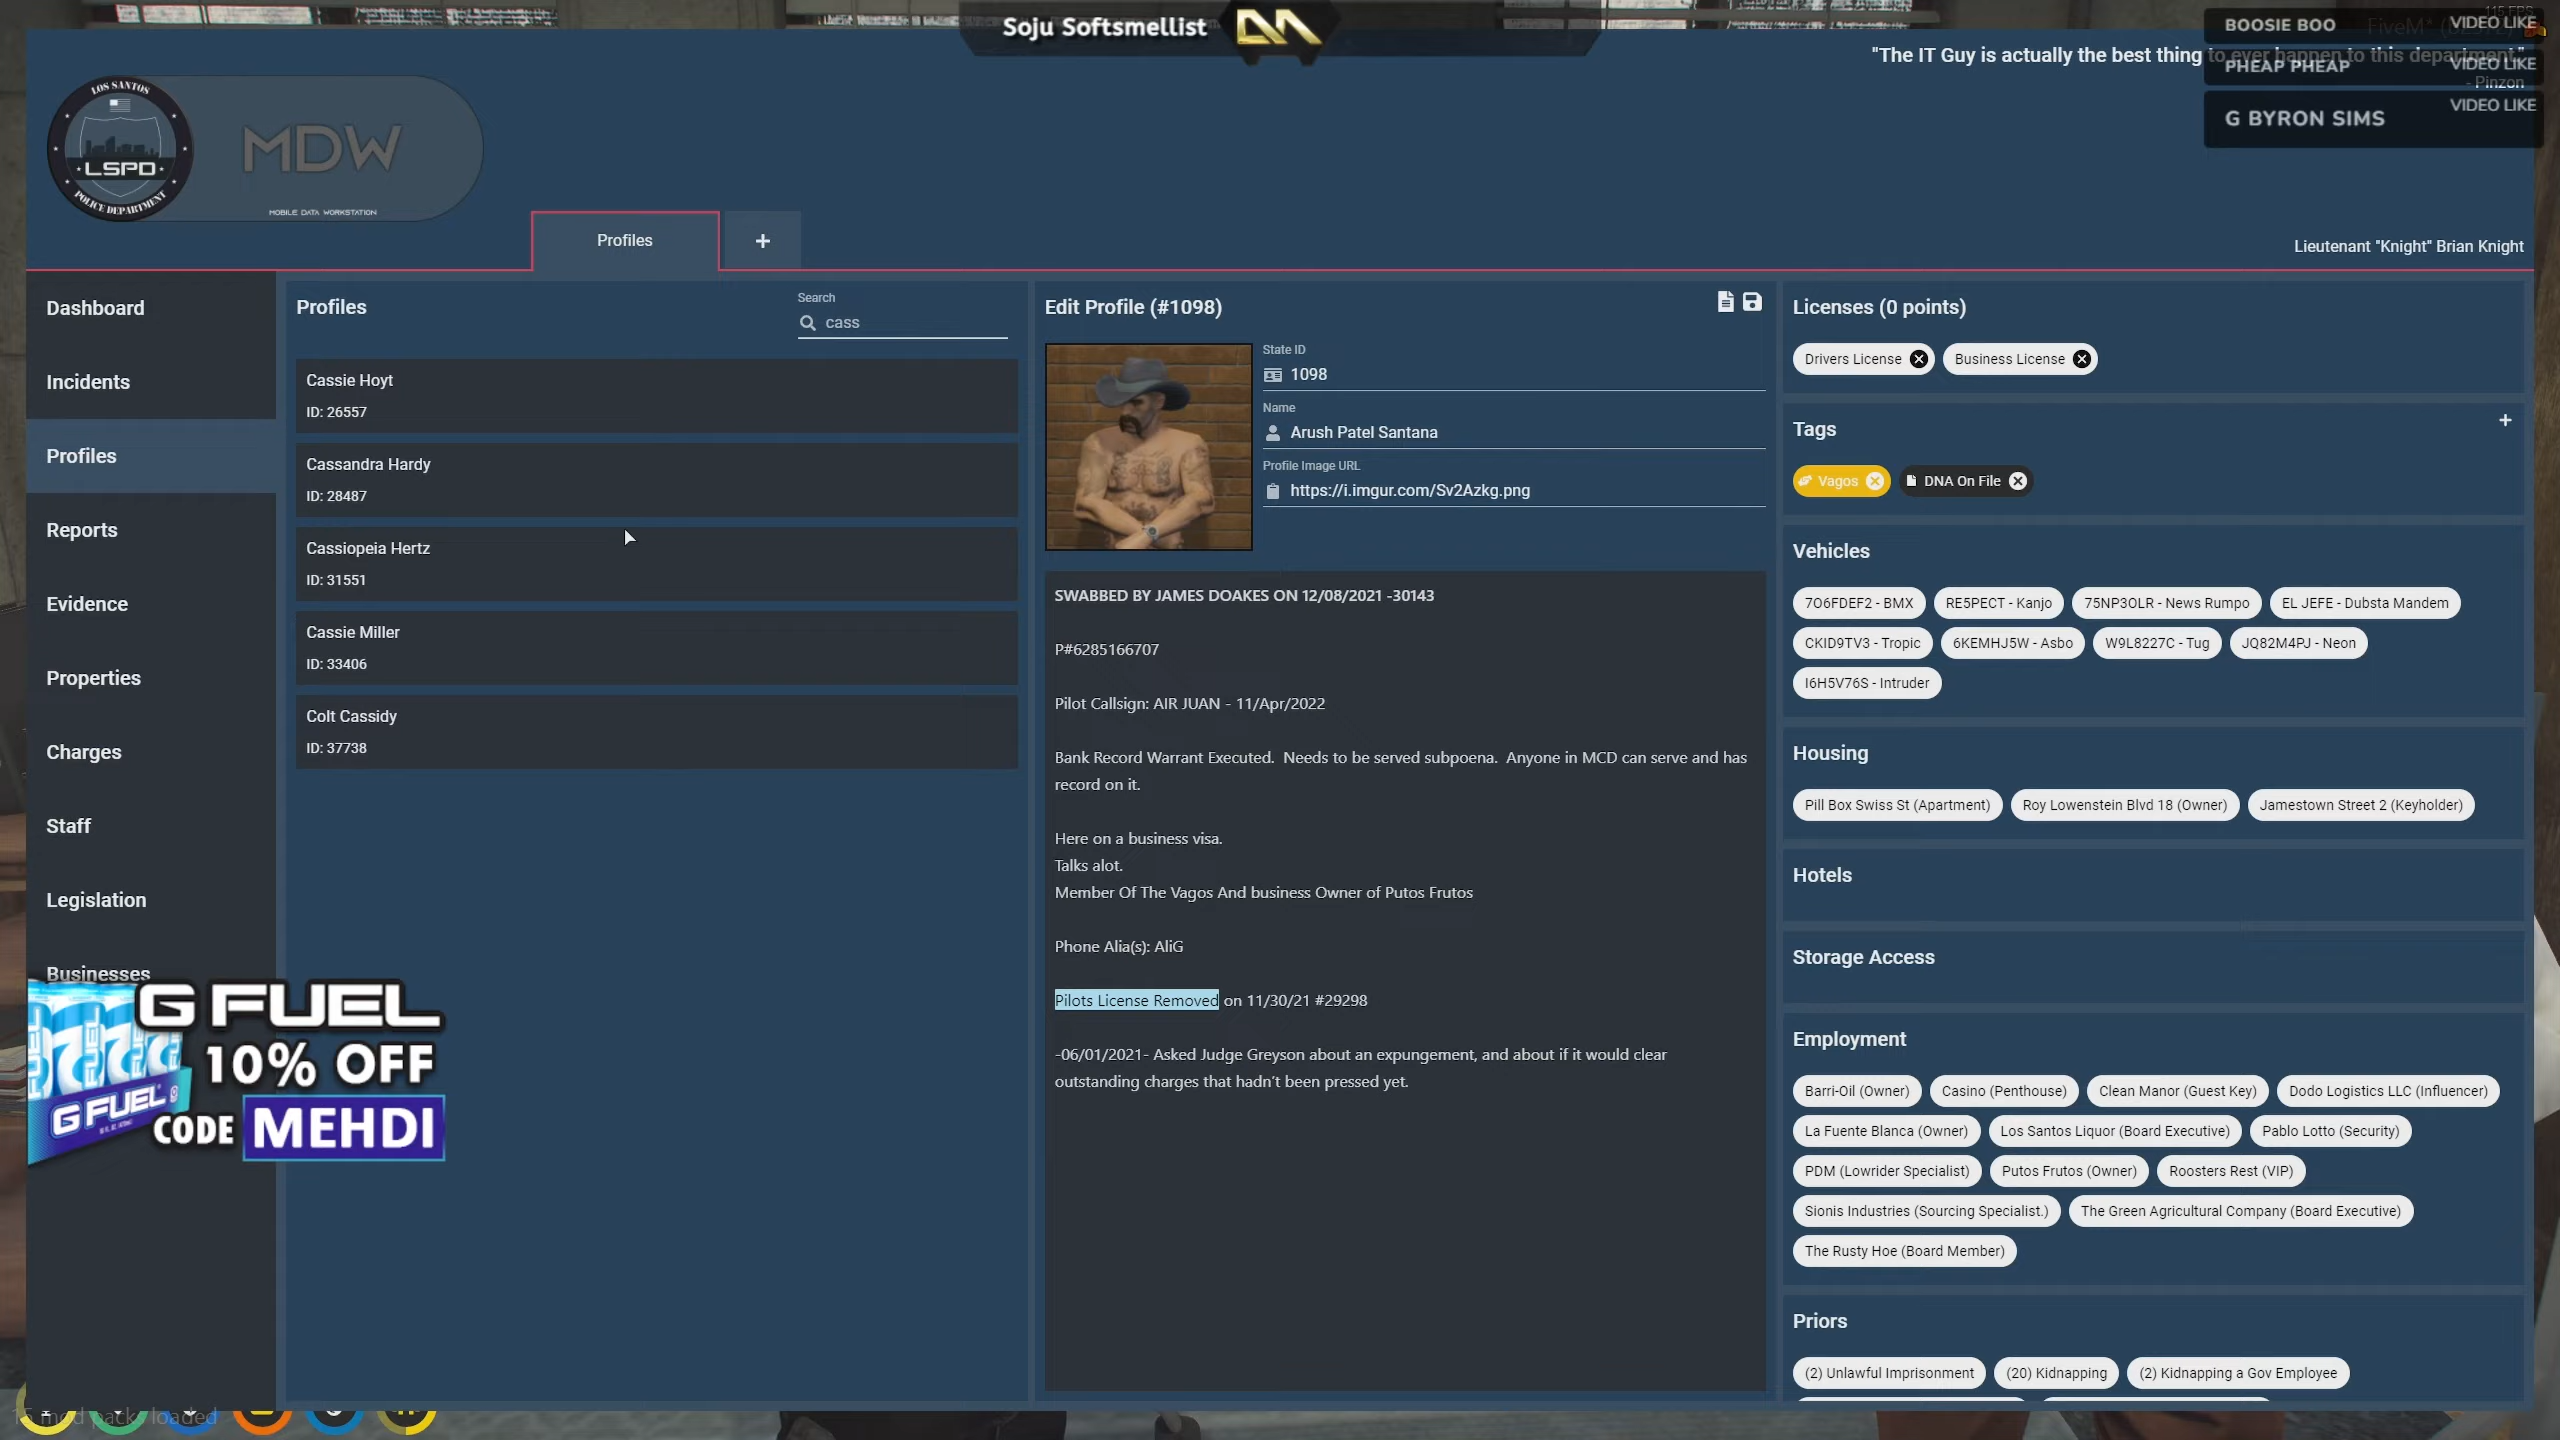 Soju Softsmellist
115 FPS
BOOSIE BOO
VIDEO LIKE
"The IT Guy is actually the best thing to ever happen to this department."
PHEAP PHEAP
VIDEO LIKE
- Pinzon
G BYRON SIMS
VIDEO LIKE
LOS SANTOS
LSPD
POLICE DEPARTMENT
MDW
MOBILE DATA WORKSTATION
Profiles
+
Lieutenant "Knight" Brian Knight
Dashboard
Incidents
Profiles
Reports
Evidence
Properties
Charges
Staff
Legislation
Businesses
G FUEL
10% OFF
CODE MEHDI
G FUEL
Profiles
Search
cass
Cassie Hoyt
ID: 26557
Cassandra Hardy
ID: 28487
Cassiopeia Hertz
ID: 31551
Cassie Miller
ID: 33406
Colt Cassidy
ID: 37738
Edit Profile (#1098)
State ID
1098
Name
Arush Patel Santana
Profile Image URL
https://i.imgur.com/Sv2Azkg.png
SWABBED BY JAMES DOAKES ON 12/08/2021 -30143
P#6285166707
Pilot Callsign: AIR JUAN - 11/Apr/2022
Bank Record Warrant Executed.  Needs to be served subpoena.  Anyone in MCD can serve and has
record on it.
Here on a business visa.
Talks alot.
Member Of The Vagos And business Owner of Putos Frutos
Phone Alia(s): AliG
Pilots License Removed on 11/30/21 #29298
-06/01/2021- Asked Judge Greyson about an expungement, and about if it would clear
outstanding charges that hadn't been pressed yet.
Licenses (0 points)
Drivers License
Business License
Tags
+
Vagos
DNA On File
Vehicles
7O6FDEF2 - BMX
RE5PECT - Kanjo
75NP3OLR - News Rumpo
EL JEFE - Dubsta Mandem
CKID9TV3 - Tropic
6KEMHJ5W - Asbo
W9L8227C - Tug
JQ82M4PJ - Neon
I6H5V76S - Intruder
Housing
Pill Box Swiss St (Apartment)
Roy Lowenstein Blvd 18 (Owner)
Jamestown Street 2 (Keyholder)
Hotels
Storage Access
Employment
Barri-Oil (Owner)
Casino (Penthouse)
Clean Manor (Guest Key)
Dodo Logistics LLC (Influencer)
La Fuente Blanca (Owner)
Los Santos Liquor (Board Executive)
Pablo Lotto (Security)
PDM (Lowrider Specialist)
Putos Frutos (Owner)
Roosters Rest (VIP)
Sionis Industries (Sourcing Specialist.)
The Green Agricultural Company (Board Executive)
The Rusty Hoe (Board Member)
Priors
(2) Unlawful Imprisonment
(20) Kidnapping
(2) Kidnapping a Gov Employee
15 mod packs loaded